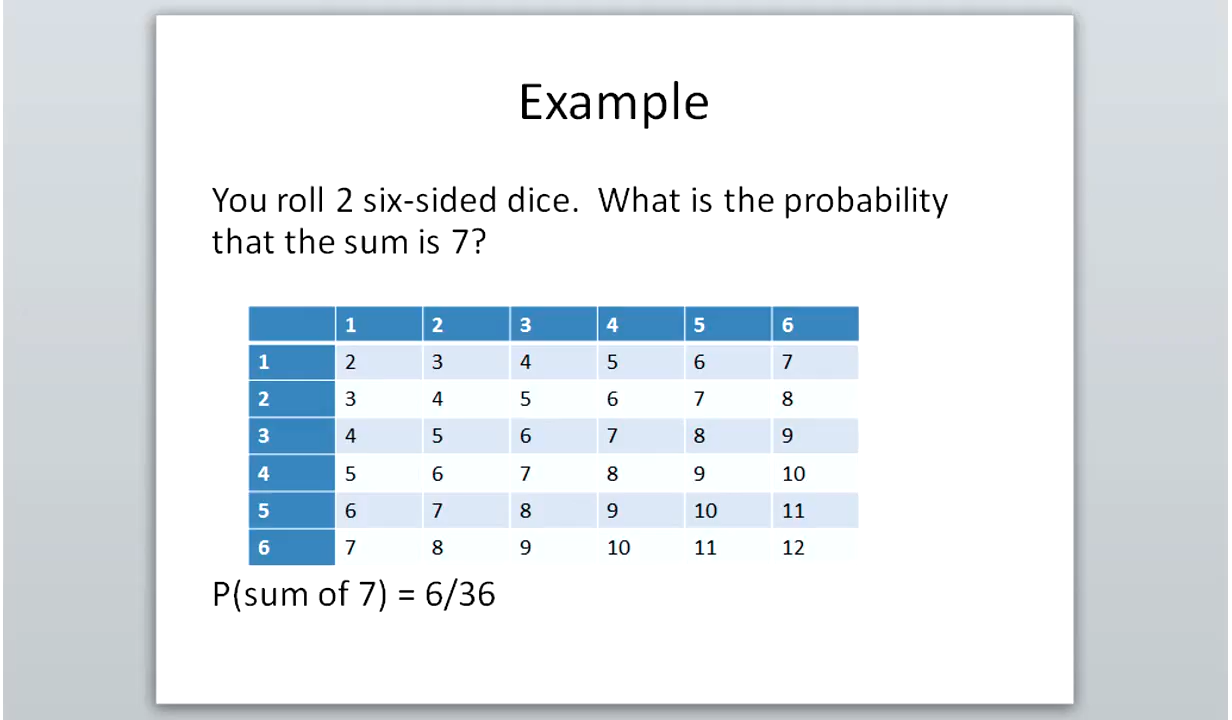 Example
You roll 2 six-sided dice.  What is the probability
that the sum is 7?
1 2 3 4 5 6
1 2 3 4 5 6 7
2 3 4 5 6 7 8
3 4 5 6 7 8 9
4 5 6 7 8 9 10
5 6 7 8 9 10 11
6 7 8 9 10 11 12
P(sum of 7) = 6/36